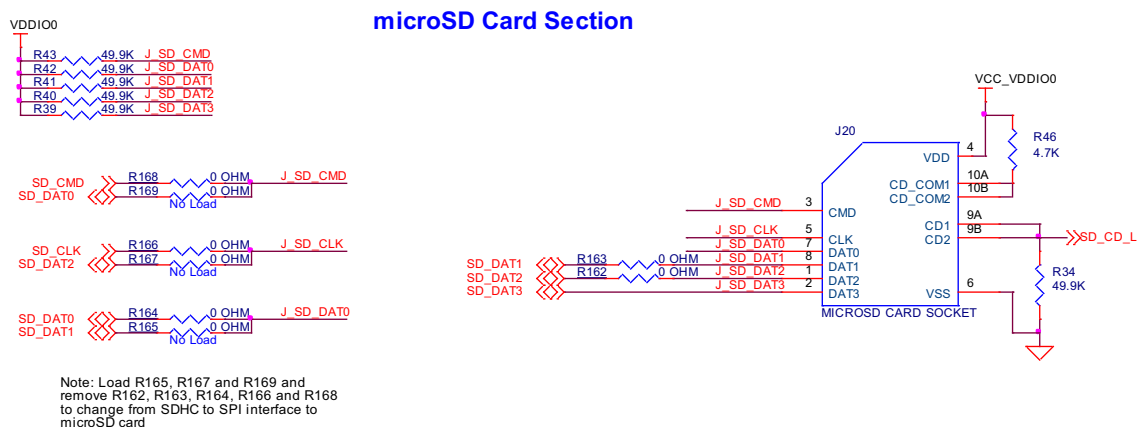 microSD Card Section
VDDIO0
R43 49.9K J_SD_CMD
R42 49.9K J_SD_DAT0
R41 49.9K J_SD_DAT1
R40 49.9K J_SD_DAT2
R39 49.9K J_SD_DAT3
SD_CMD R168 0 OHM J_SD_CMD
SD_DAT0 R169 0 OHM
No Load
SD_CLK R166 0 OHM J_SD_CLK
SD_DAT2 R167 0 OHM
No Load
SD_DAT0 R164 0 OHM J_SD_DAT0
SD_DAT1 R165 0 OHM
No Load
Note: Load R165, R167 and R169 and
remove R162, R163, R164, R166 and R168
to change from SDHC to SPI interface to
microSD card
VCC_VDDIO0
J20
R46
4.7K
4 VDD
10A CD_COM1
10B CD_COM2
J_SD_CMD 3 CMD
9A CD1
9B CD2 SD_CD_L
J_SD_CLK 5 CLK
J_SD_DAT0 7 DAT0
SD_DAT1 R163 0 OHM J_SD_DAT1 8 DAT1
SD_DAT2 R162 0 OHM J_SD_DAT2 1 DAT2
SD_DAT3 J_SD_DAT3 2 DAT3
R34
49.9K
6 VSS
MICROSD CARD SOCKET